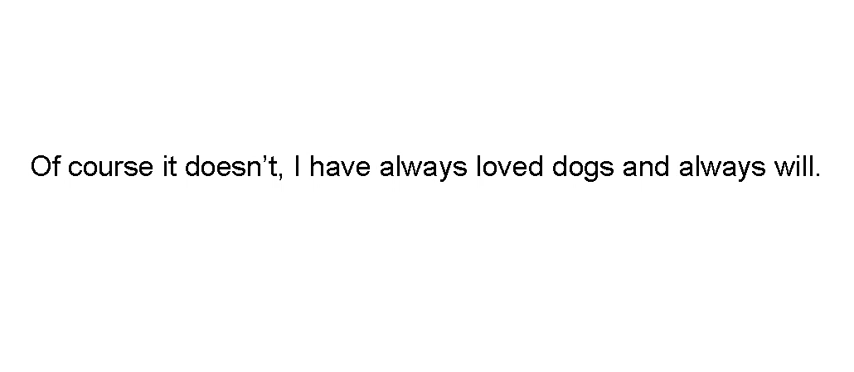 Of course it doesn’t, I have always loved dogs and always will.